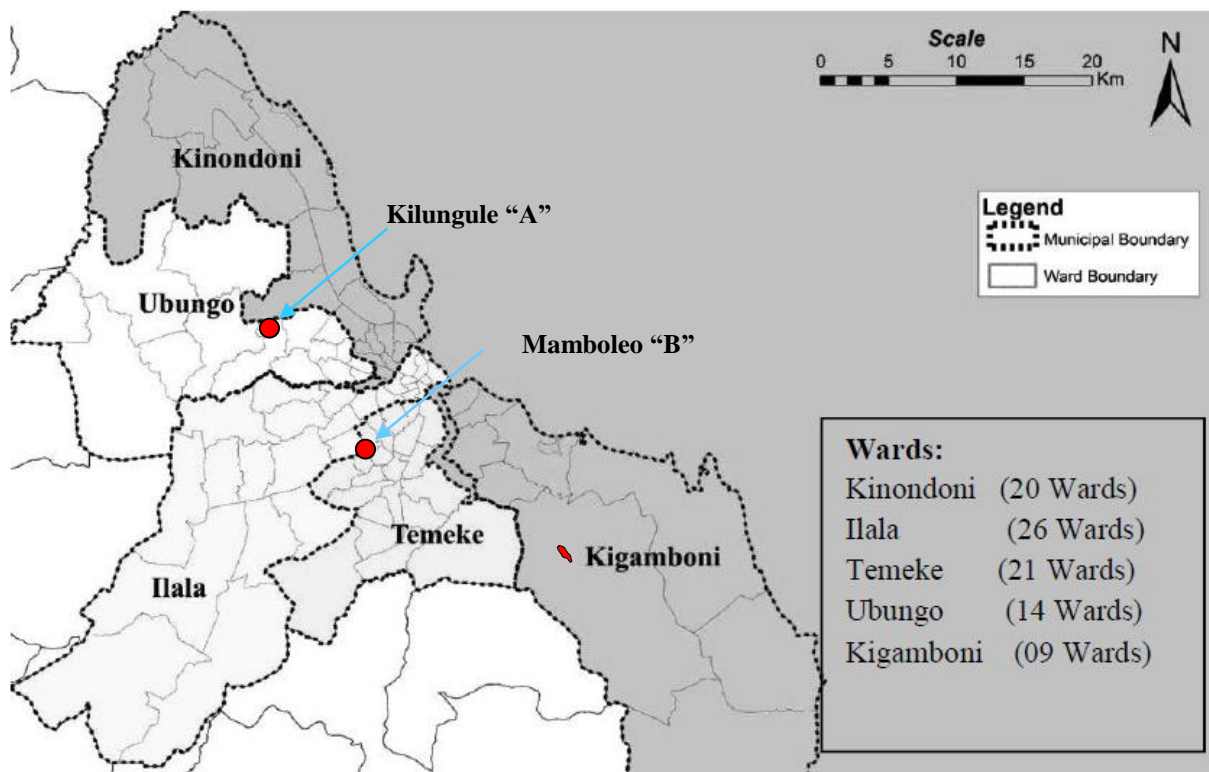 Scale
0 5 10 15 20
Km
N
Kinondoni
Kilungule “A”
Legend
Municipal Boundary
Ward Boundary
Ubungo
Mamboleo “B”
Wards:
Kinondoni (20 Wards)
Ilala (26 Wards)
Temeke (21 Wards)
Ubungo (14 Wards)
Kigamboni (09 Wards)
Temeke
Kigamboni
Ilala